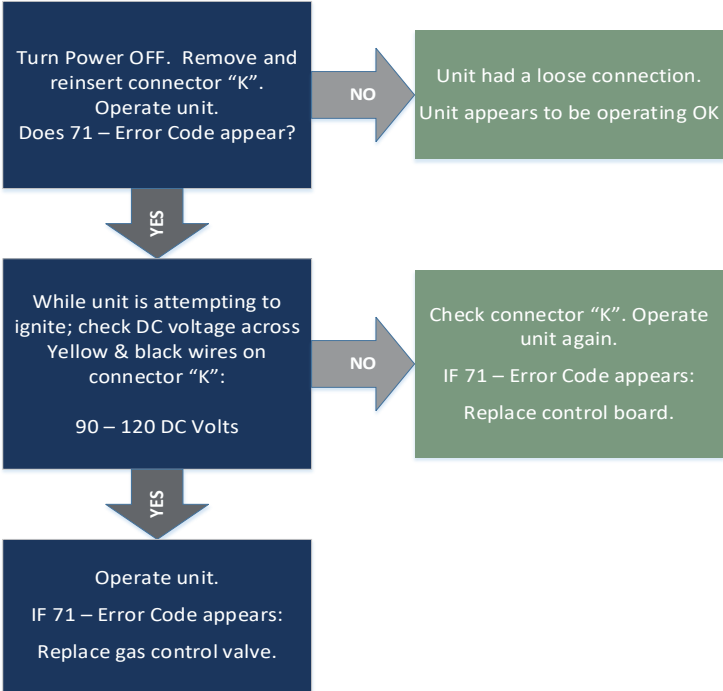 Turn Power OFF.  Remove and
reinsert connector “K”.
Operate unit.
Does 71 – Error Code appear?
NO
Unit had a loose connection.
Unit appears to be operating OK
YES
While unit is attempting to
ignite; check DC voltage across
Yellow & black wires on
connector “K”:
90 – 120 DC Volts
NO
Check connector “K”. Operate
unit again.
IF 71 – Error Code appears:
Replace control board.
YES
Operate unit.
IF 71 – Error Code appears:
Replace gas control valve.